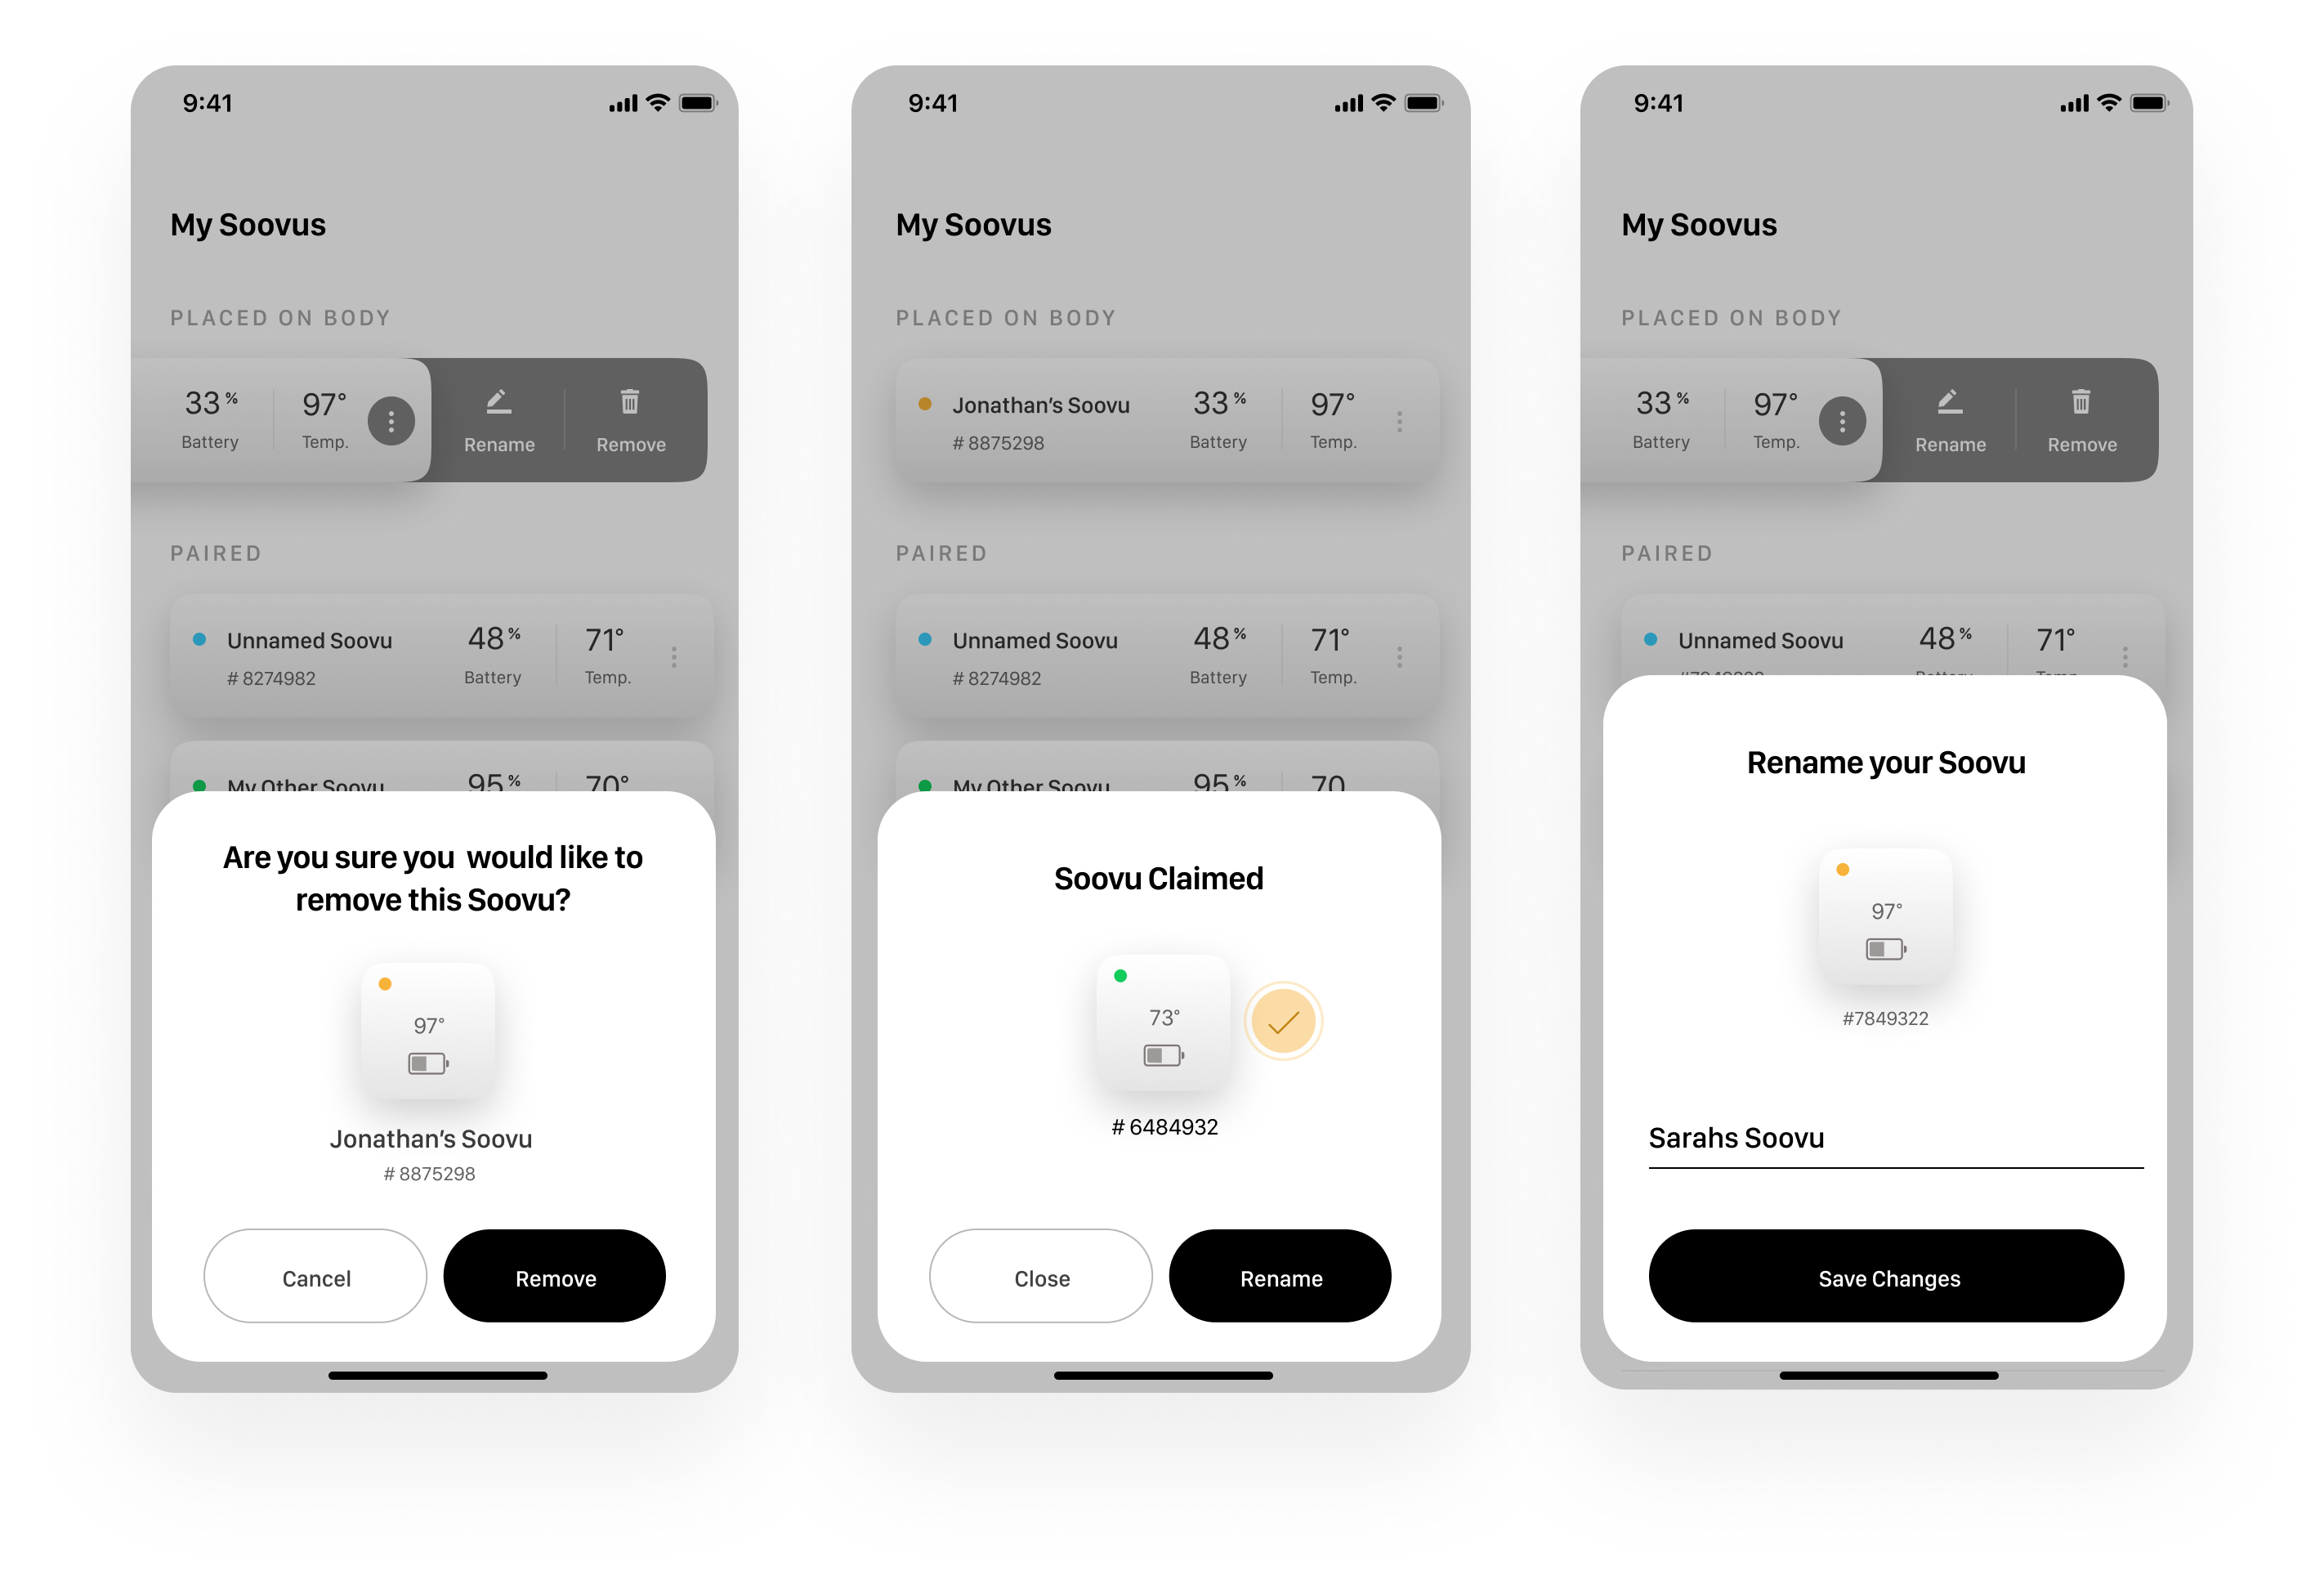 9:41
My Soovus
PLACED ON BODY
33 % 97°
Battery Temp.
Rename Remove
PAIRED
Unnamed Soovu 48 % 71°
# 8274982 Battery Temp.
My Other Soovu 95 % 70°
Are you sure you  would like to
remove this Soovu?
97°
Jonathan’s Soovu
# 8875298
Cancel Remove
9:41
My Soovus
PLACED ON BODY
Jonathan’s Soovu 33 % 97°
# 8875298 Battery Temp.
PAIRED
Unnamed Soovu 48 % 71°
# 8274982 Battery Temp.
My Other Soovu 95 % 70
Soovu Claimed
73°
# 6484932
Close Rename
9:41
My Soovus
PLACED ON BODY
33 % 97°
Battery Temp.
Rename Remove
PAIRED
Unnamed Soovu 48 % 71°
Battery Temp.
Rename your Soovu
97°
#7849322
Sarahs Soovu
Save Changes